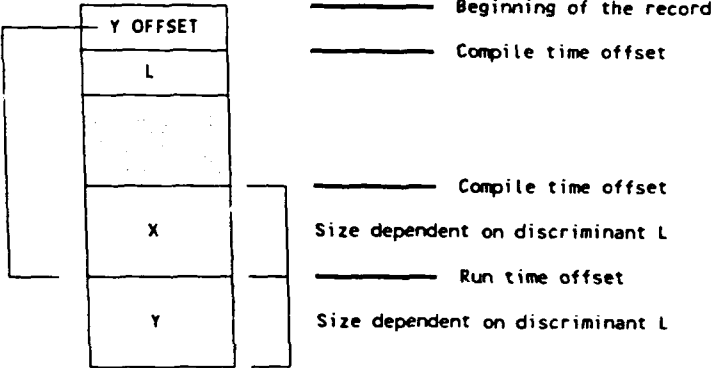 Beginning of the record
Y OFFSET
Compile time offset
L
Compile time offset
X
Size dependent on discriminant L
Run time offset
Y
Size dependent on discriminant L